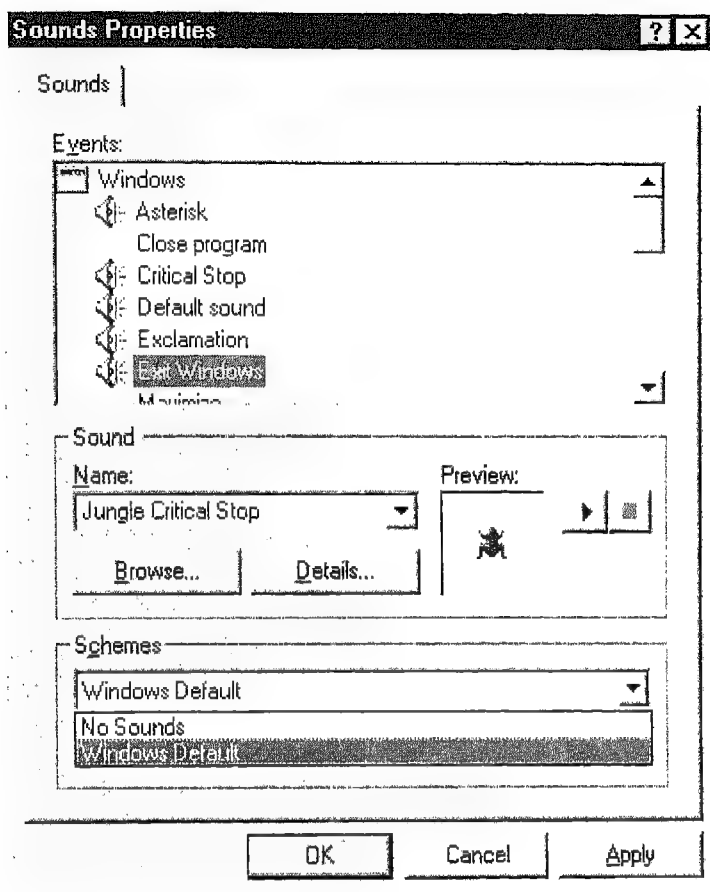 Sounds Properties
Sounds
Events:
Windows
Asterisk
Close program
Critical Stop
Default sound
Exclamation
Exit Windows
Maximize
Sound
Name:
Preview:
Jungle Critical Stop
Browse...
Details...
Schemes
Windows Default
No Sounds
Windows Default
OK
Cancel
Apply